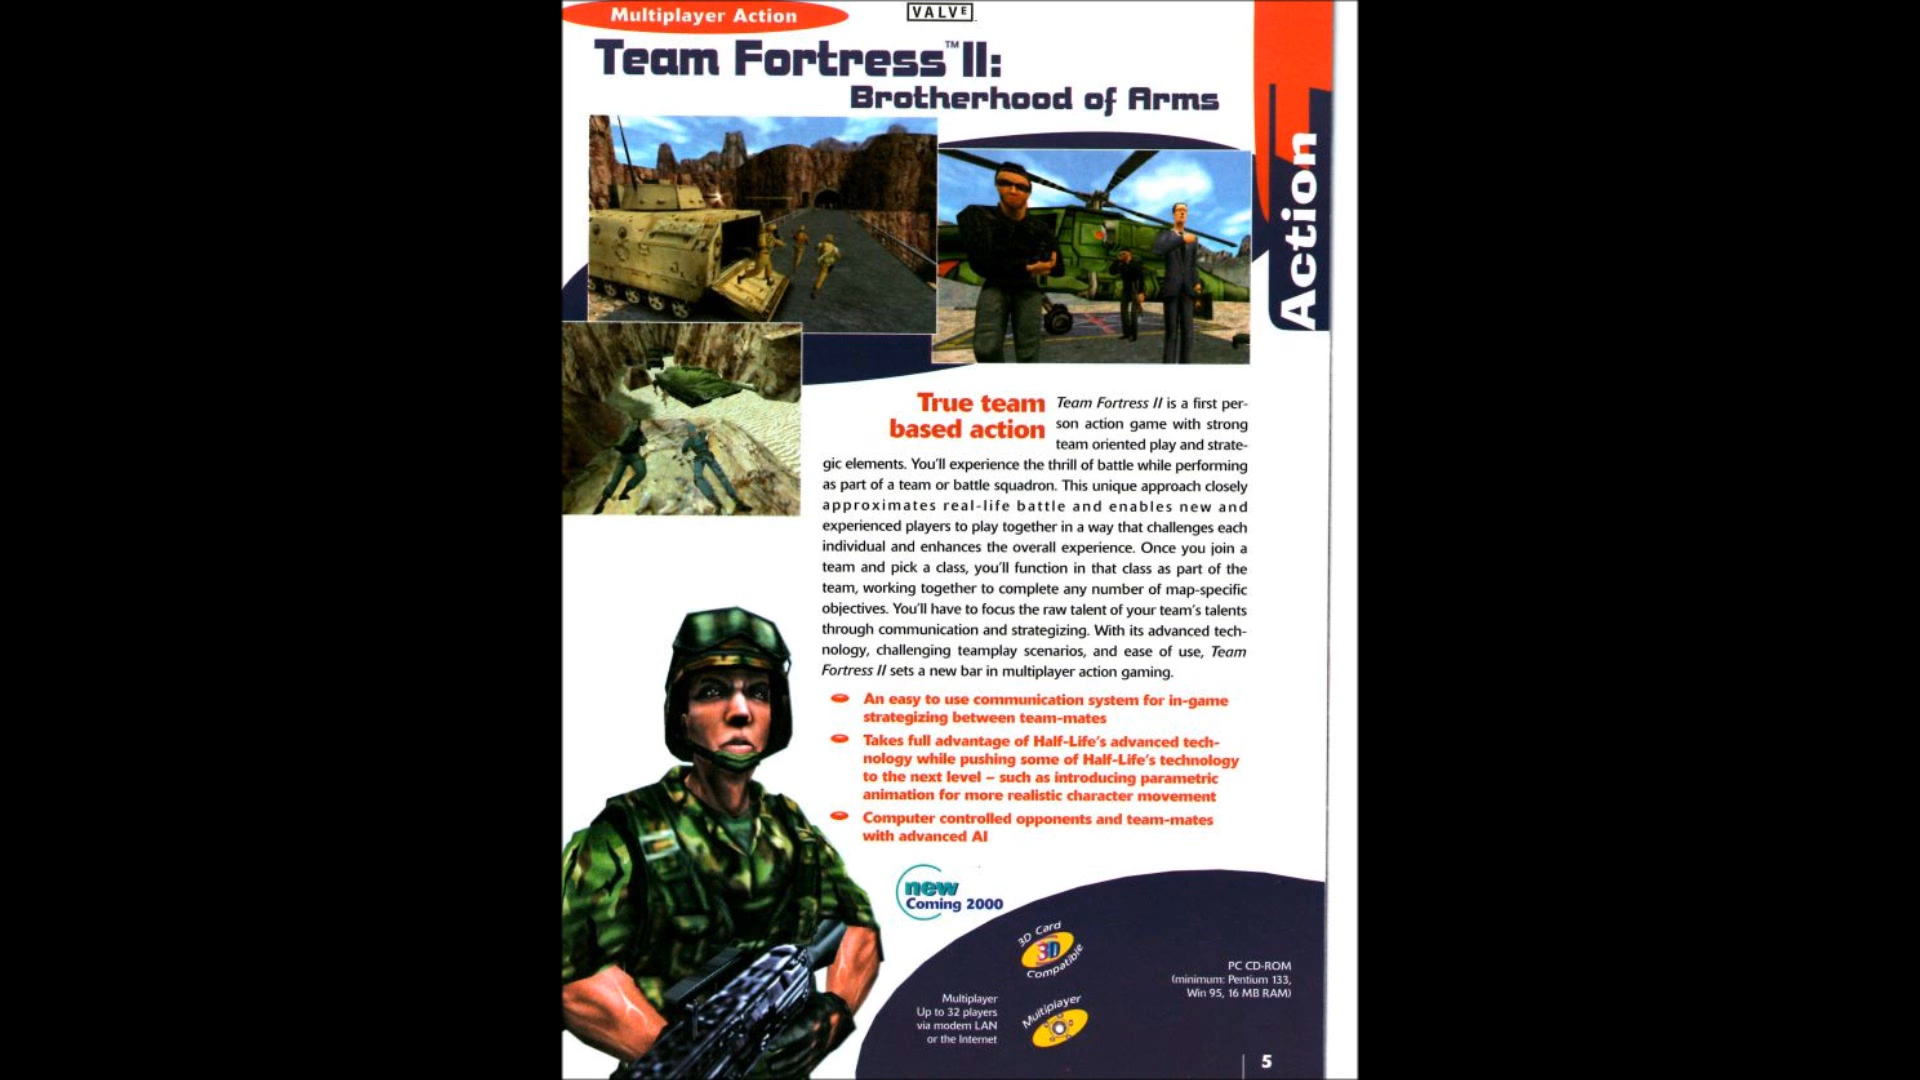 Multiplayer Action
VALVE
Team Fortress™ II:
Brotherhood of Arms
Action
True team
based action
Team Fortress II is a first per-
son action game with strong
team oriented play and strate-
gic elements. You'll experience the thrill of battle while performing
as part of a team or battle squadron. This unique approach closely
approximates real-life battle and enables new and
experienced players to play together in a way that challenges each
individual and enhances the overall experience. Once you join a
team and pick a class, you'll function in that class as part of the
team, working together to complete any number of map-specific
objectives. You'll have to focus the raw talent of your team's talents
through communication and strategizing. With its advanced tech-
nology, challenging teamplay scenarios, and ease of use, Team
Fortress II sets a new bar in multiplayer action gaming.
An easy to use communication system for in-game
strategizing between team-mates
Takes full advantage of Half-Life's advanced tech-
nology while pushing some of Half-Life's technology
to the next level – such as introducing parametric
animation for more realistic character movement
Computer controlled opponents and team-mates
with advanced AI
new
Coming 2000
3D Card
3D
Compatible
PC CD-ROM
(minimum: Pentium 133,
Win 95, 16 MB RAM)
Multiplayer
Up to 32 players
via modem LAN
or the Internet
Multiplayer
5